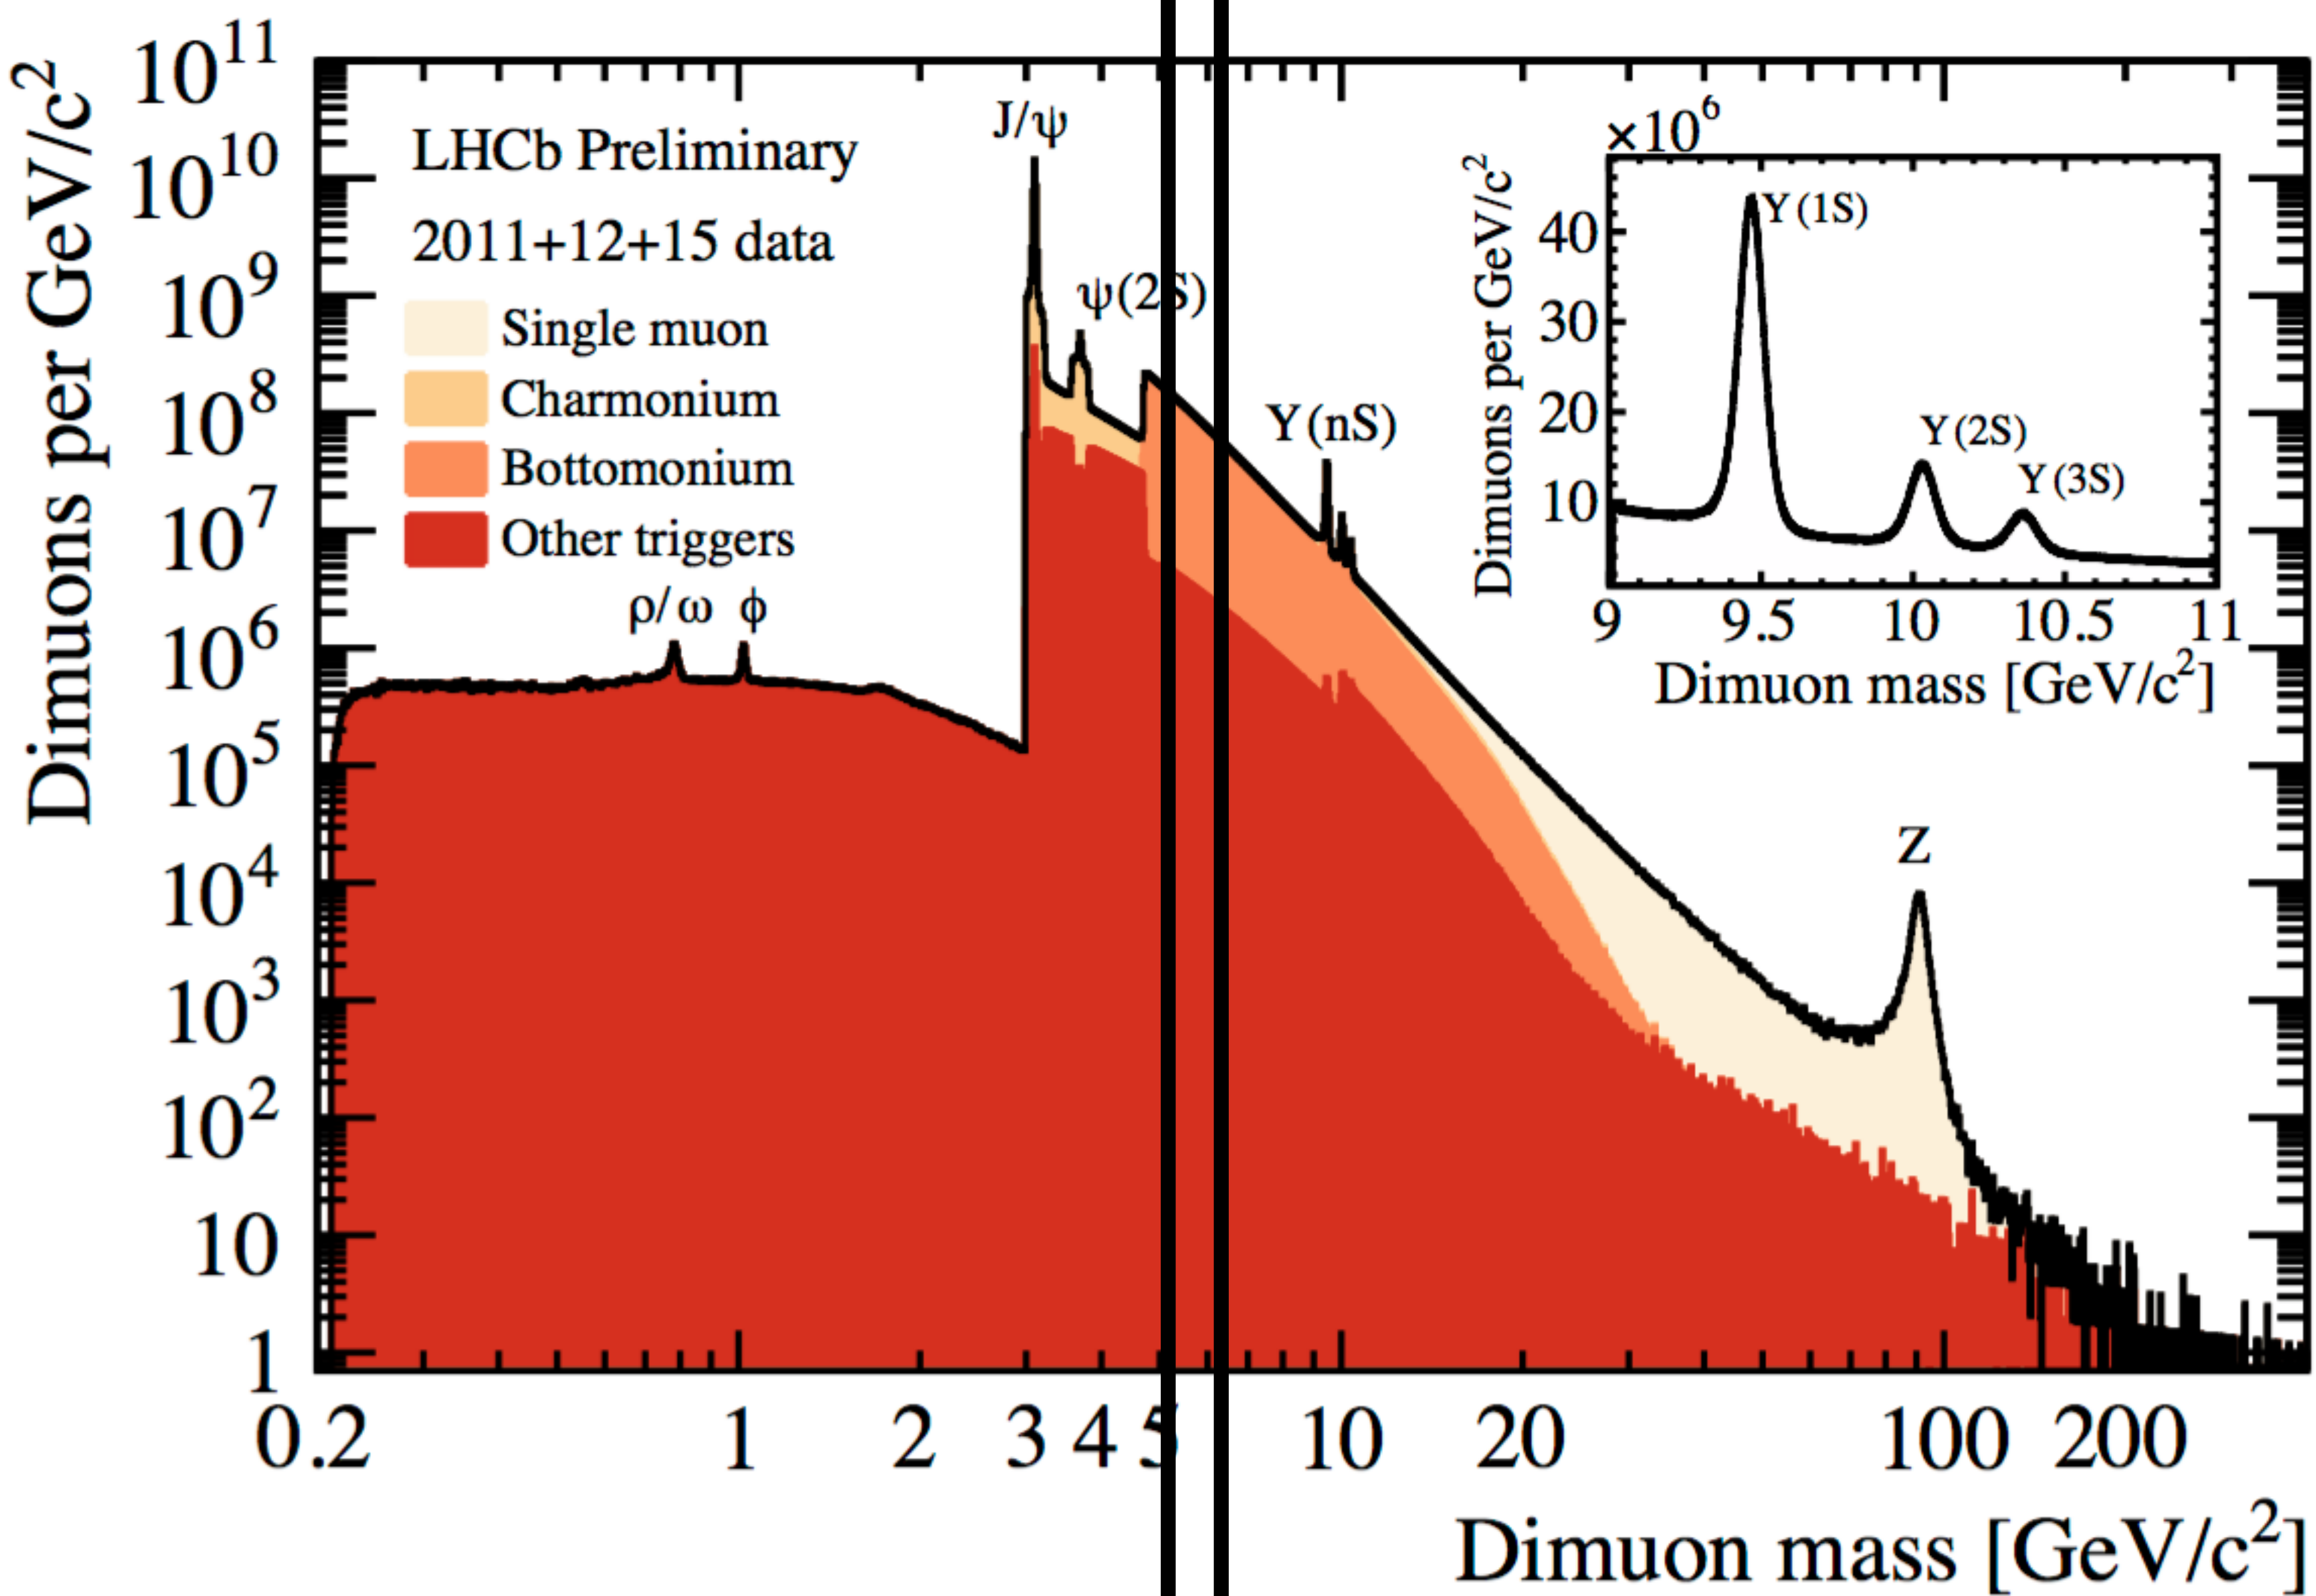 Dimuons per GeV/c²
10¹¹
10¹⁰
10⁹
10⁸
10⁷
10⁶
10⁵
10⁴
10³
10²
10
1
LHCb Preliminary
2011+12+15 data
Single muon
Charmonium
Bottomonium
Other triggers
ρ/ω φ
J/ψ
ψ(2S)
Υ(nS)
Z
×10⁶
Dimuons per GeV/c²
40
30
20
10
Υ(1S)
Υ(2S)
Υ(3S)
9 9.5 10 10.5 11
Dimuon mass [GeV/c²]
0.2 1 2 3 4 5 10 20 100 200
Dimuon mass [GeV/c²]